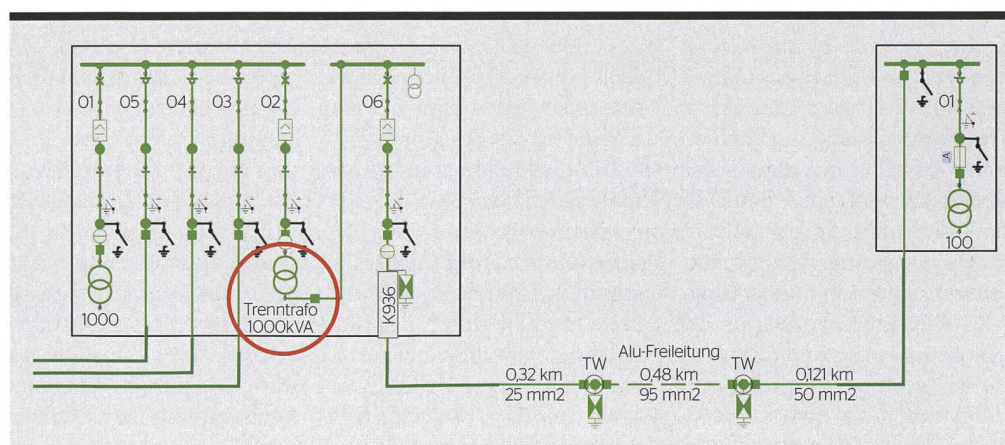 01 05 04 03 02 06
1000
Trenntrafo
1000kVA
K936
0,32 km
25 mm2
TW
Alu-Freileitung
0,48 km
95 mm2
TW
0,121 km
50 mm2
01
100